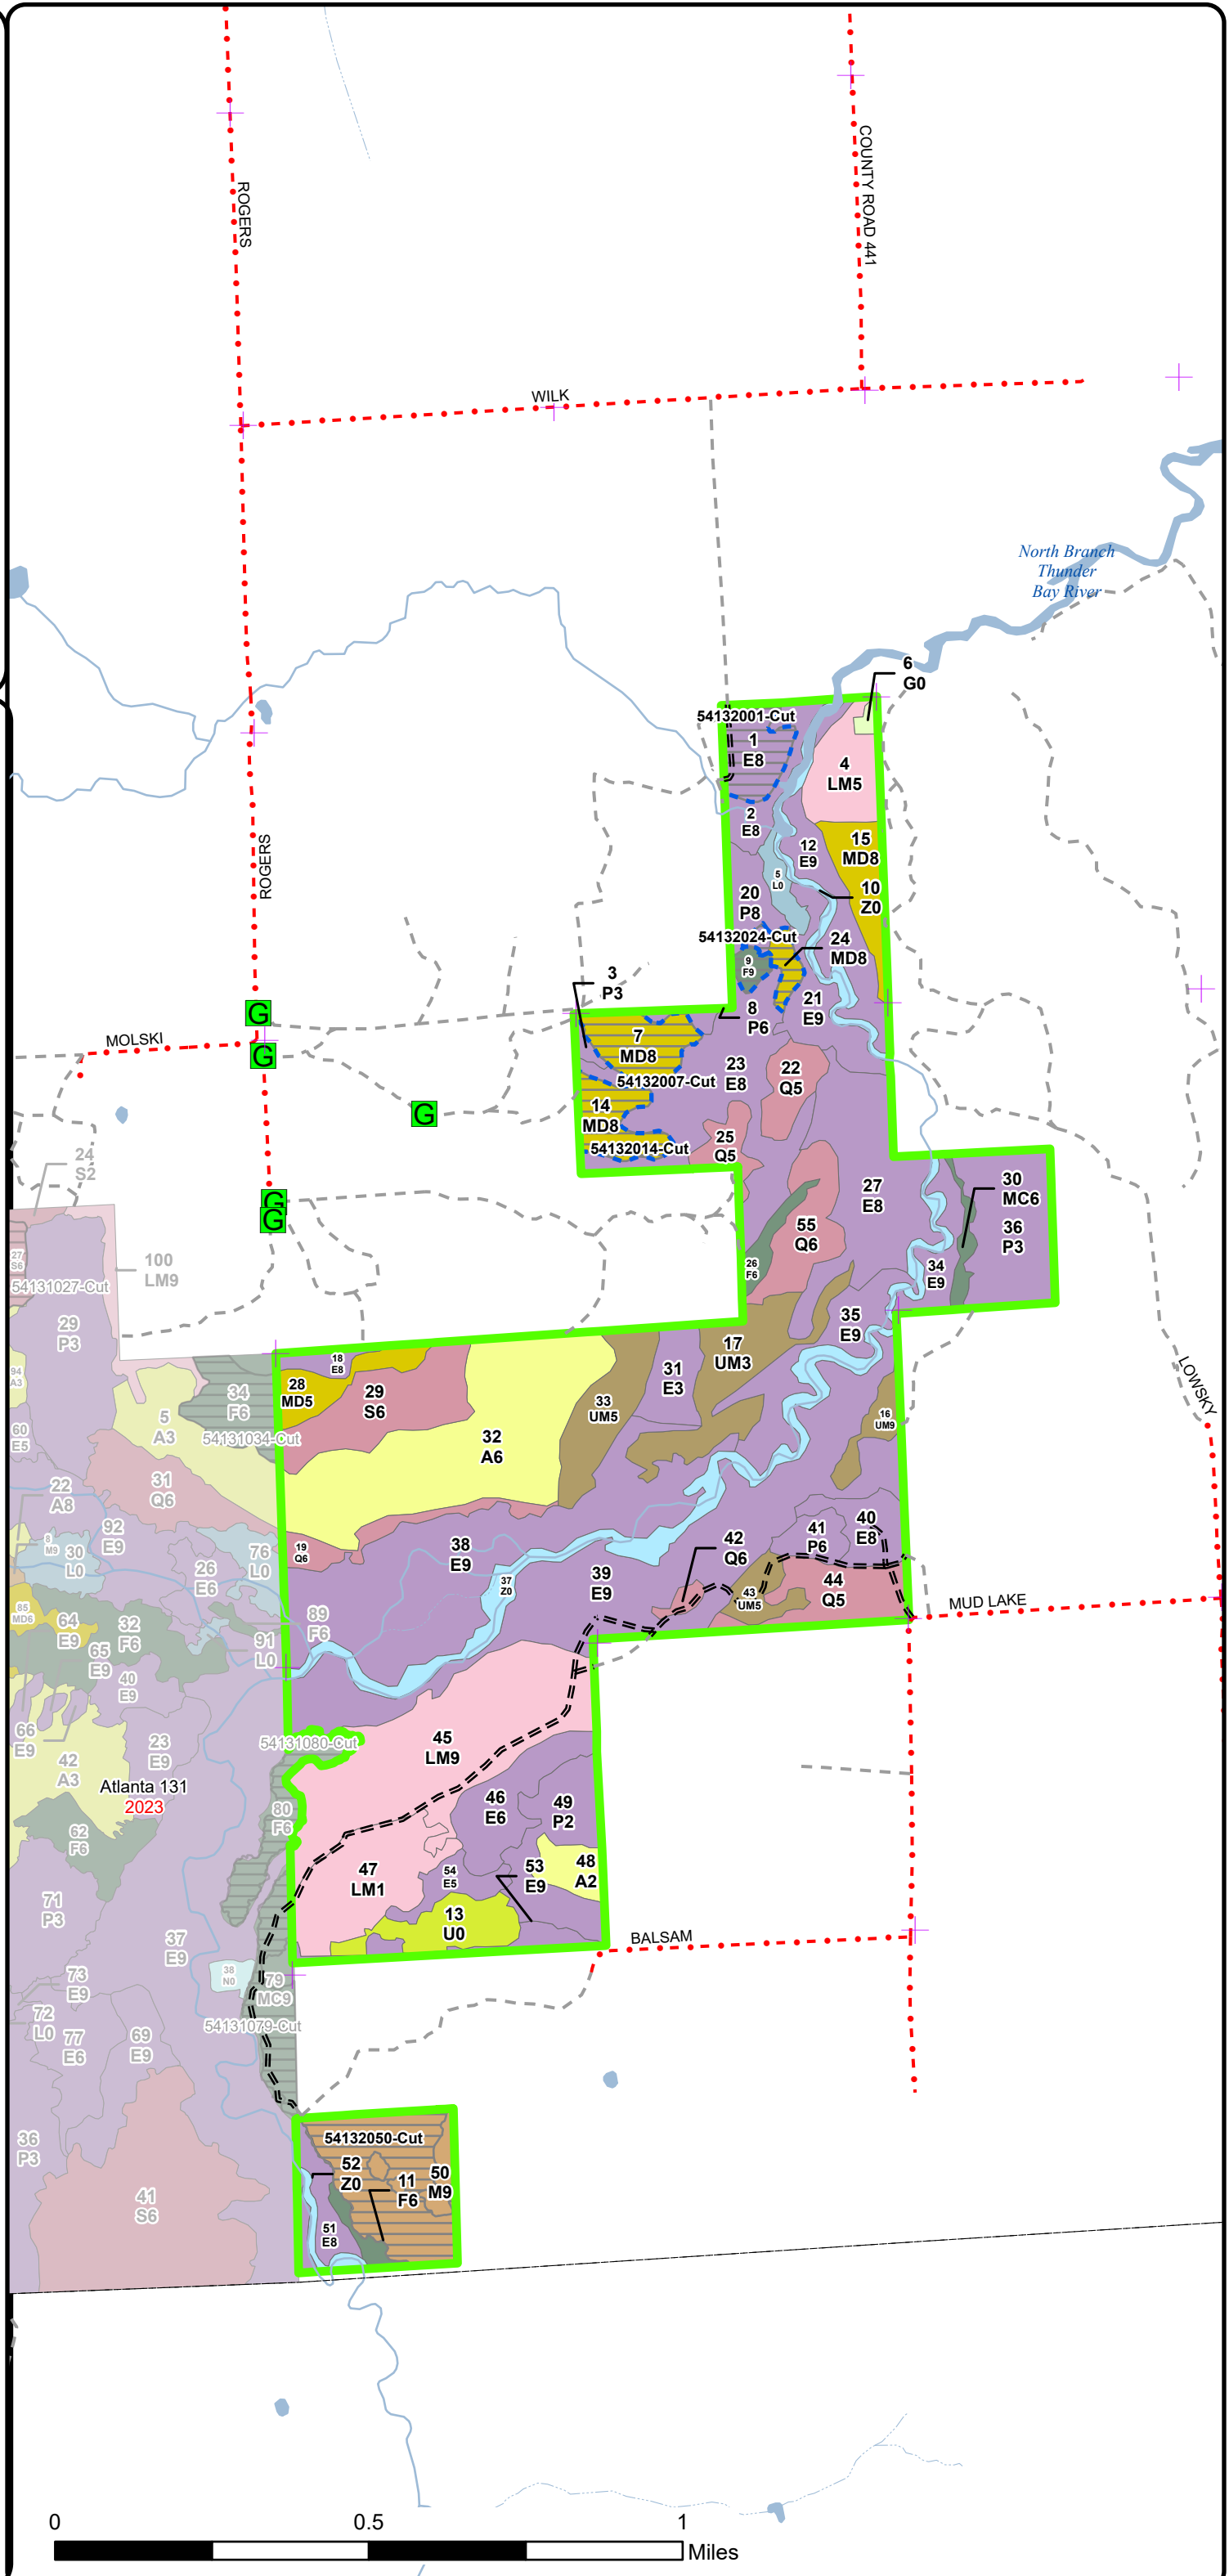 ROGERS
COUNTY ROAD 441
WILK
North Branch
Thunder
Bay River
6
G0
54132001-Cut
1
E8
4
LM5
2
E8
12
E9
15
MD8
5
L0
10
Z0
20
P8
54132024-Cut
24
MD8
9
F9
21
E9
ROGERS
3
P3
8
P6
G
MOLSKI
G
7
MD8
23
E8
22
Q5
54132007-Cut
G
14
MD8
25
Q5
54132014-Cut
24
S2
27
E8
30
MC6
36
P3
G
G
55
Q6
26
F6
34
E9
27
S6
100
LM9
54131027-Cut
29
P3
35
E9
17
UM3
18
E8
31
E3
28
MD5
29
S6
33
UM5
16
UM9
LOWSKY
94
A3
34
F6
5
A3
54131034-Cut
60
E5
32
A6
31
Q6
22
A8
92
E9
30
L0
76
L0
26
E6
19
Q6
38
E9
42
Q6
41
P6
40
E8
37
Z0
39
E9
43
UM5
44
Q5
MUD LAKE
85
MD6
64
E9
32
F6
89
F6
91
L0
65
E9
40
E9
66
E9
23
E9
42
A3
54131080-Cut
45
LM9
Atlanta 131
2023
80
F6
46
E6
49
P2
62
F6
47
LM1
54
E5
53
E9
48
A2
13
U0
71
P3
37
E9
BALSAM
38
N0
79
MC9
73
E9
54131079-Cut
72
L0
77
E6
69
E9
36
P3
41
S6
54132050-Cut
52
Z0
11
F6
50
M9
51
E8
0
0.5
1
Miles